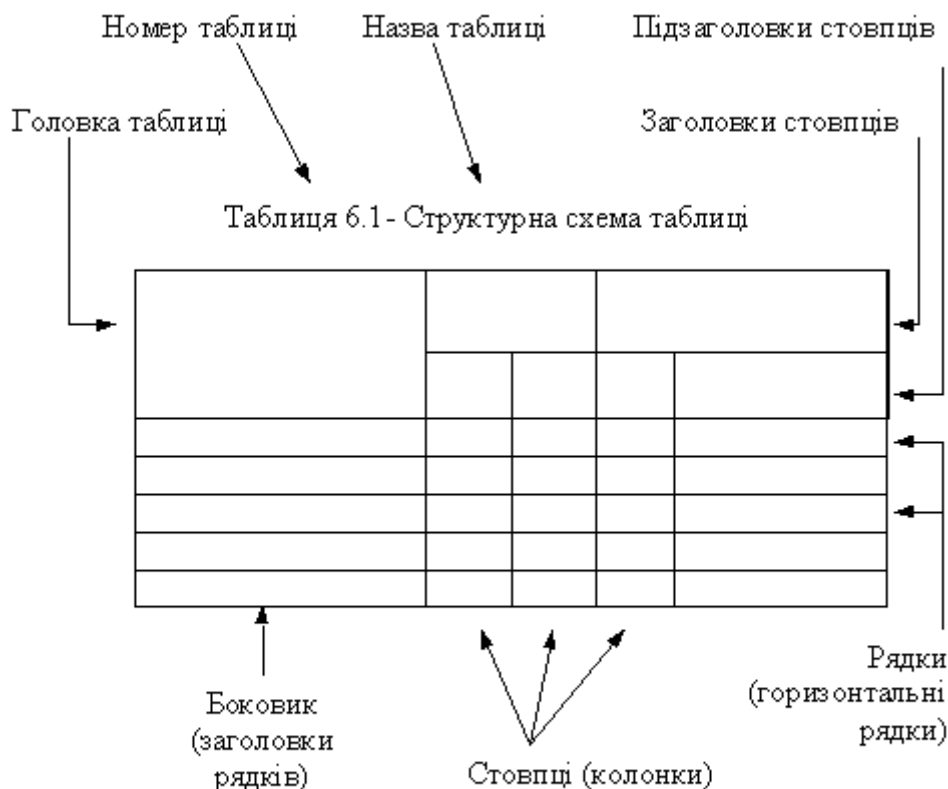 Номер таблиці
Назва таблиці
Підзаголовки стовпців
Головка таблиці
Заголовки стовпців
Таблиця 6.1- Структурна схема таблиці
Рядки
(горизонтальні
рядки)
Боковик
(заголовки
рядків)
Стовпці (колонки)